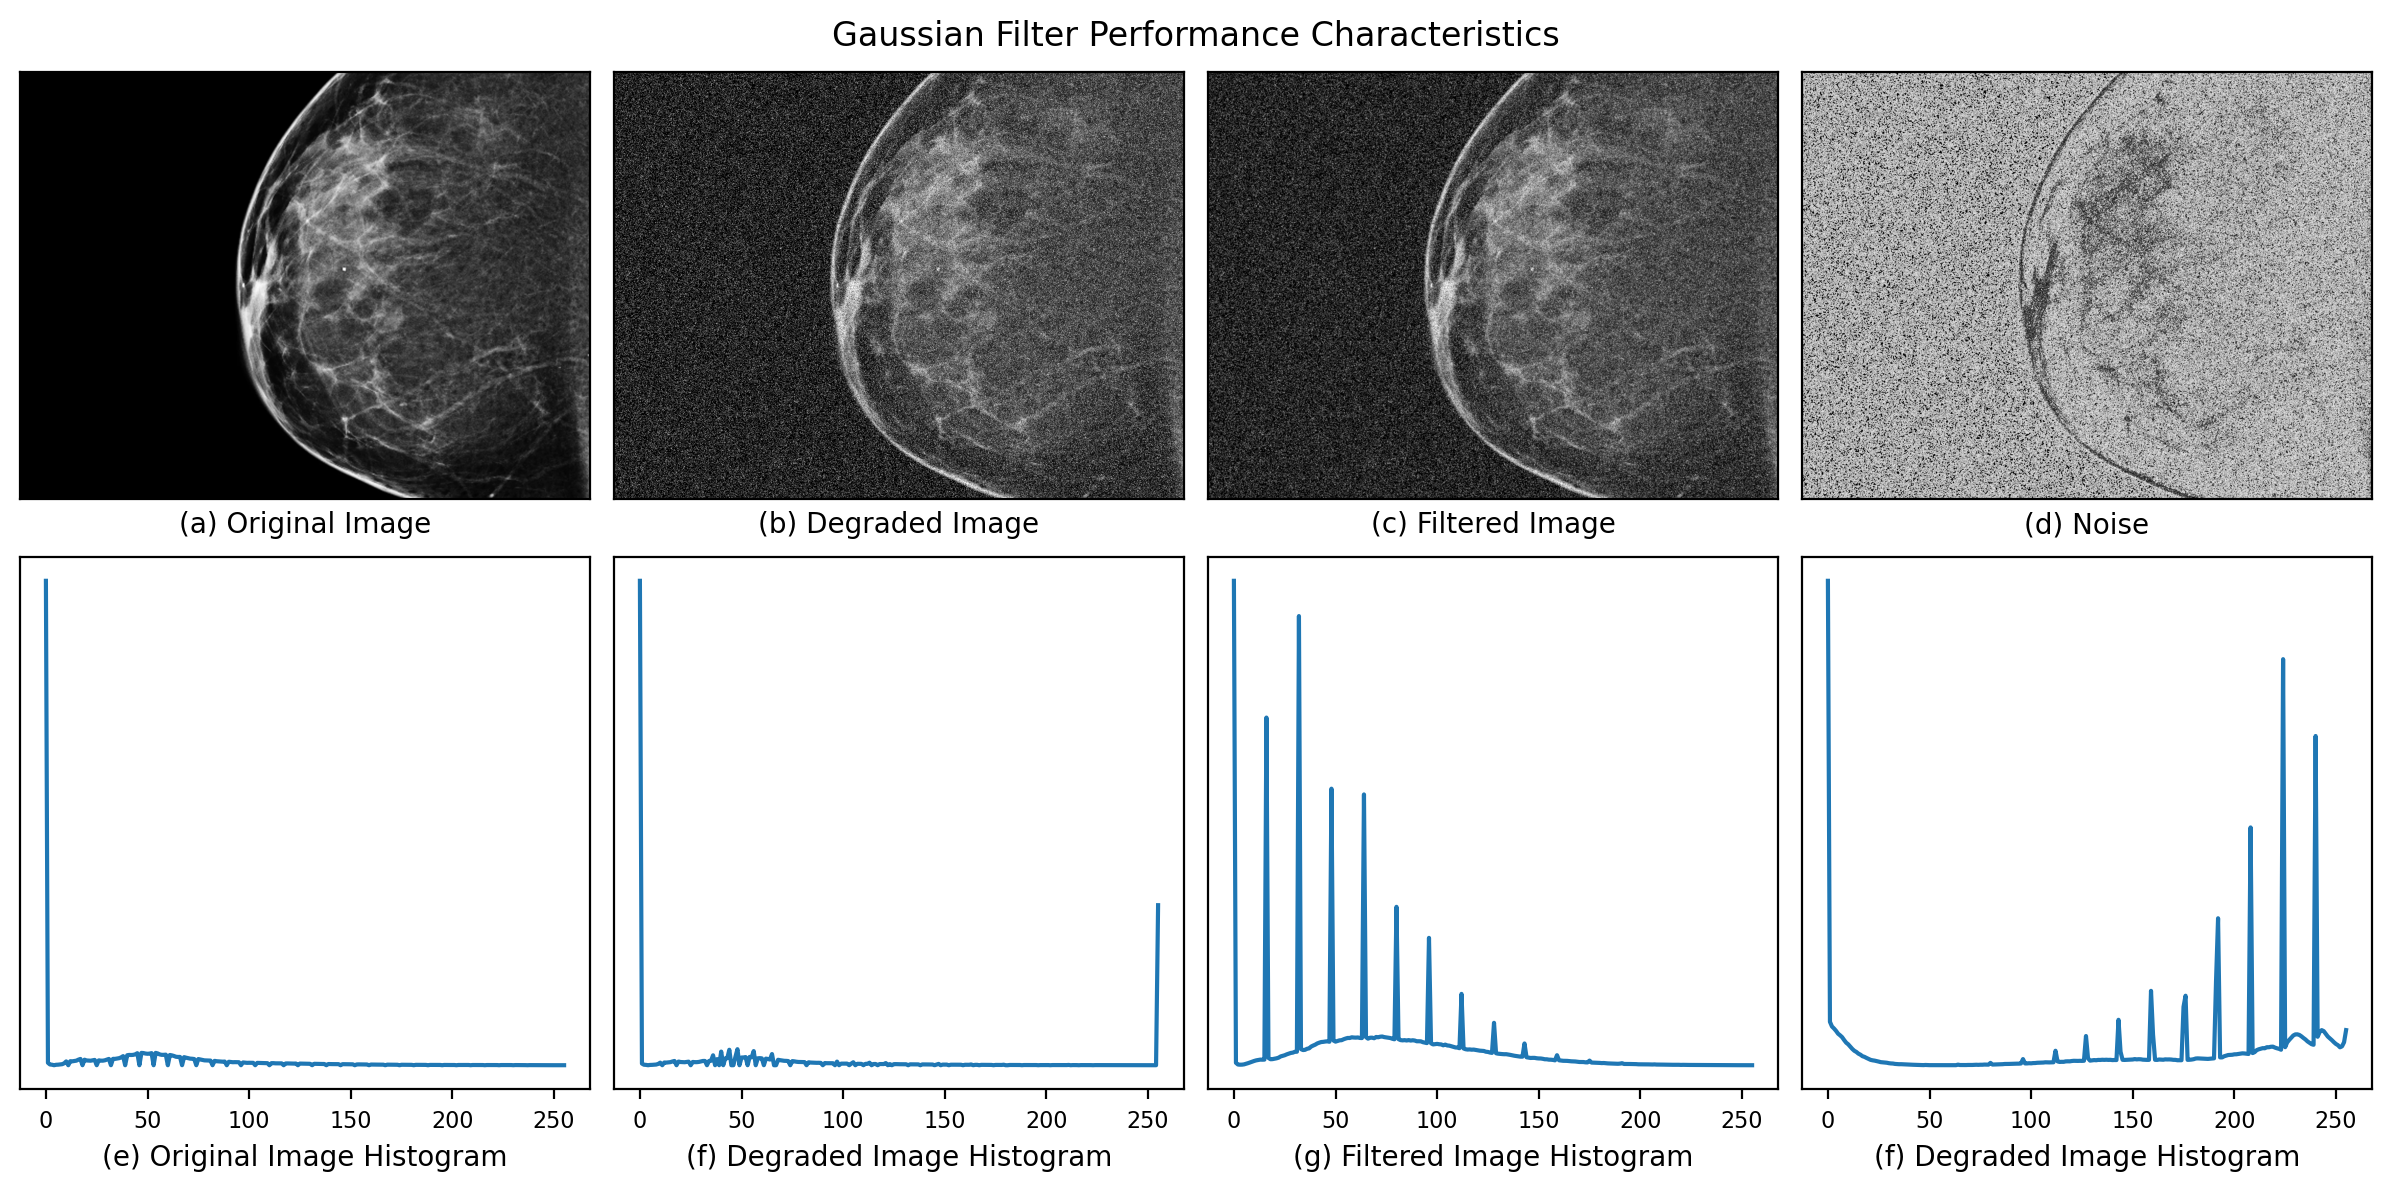 Gaussian Filter Performance Characteristics
(a) Original Image
(b) Degraded Image
(c) Filtered Image
(d) Noise
0 50 100 150 200 250
0 50 100 150 200 250
0 50 100 150 200 250
0 50 100 150 200 250
(e) Original Image Histogram
(f) Degraded Image Histogram
(g) Filtered Image Histogram
(f) Degraded Image Histogram